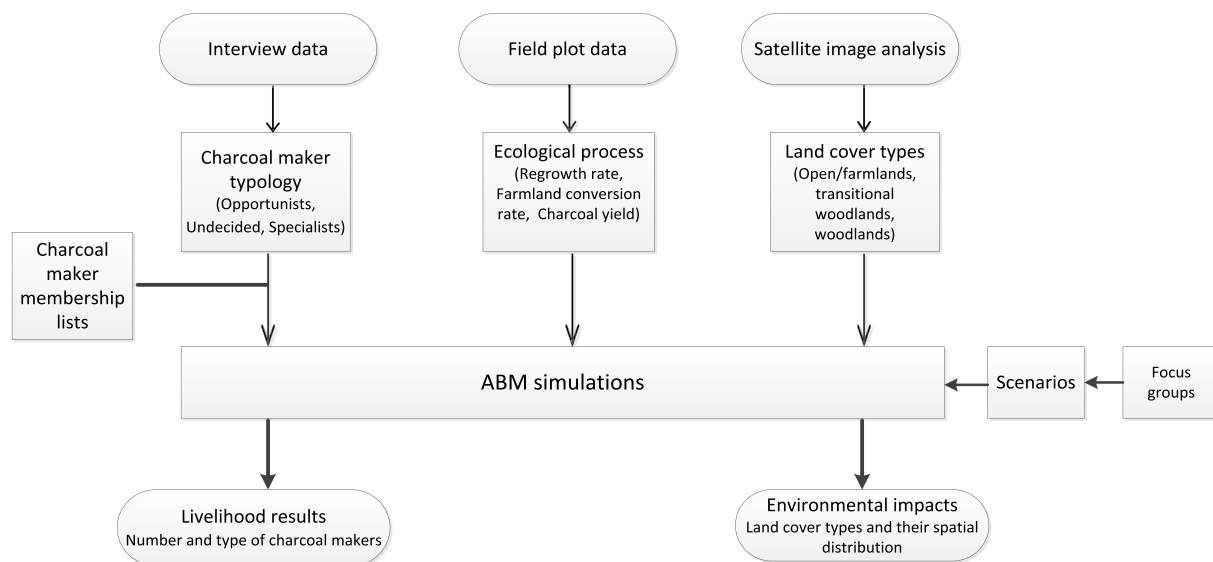 Interview data
Field plot data
Satellite image analysis
Charcoal maker
typology
(Opportunists,
Undecided, Specialists)
Ecological process
(Regrowth rate,
Farmland conversion
rate, Charcoal yield)
Land cover types
(Open/farmlands,
transitional
woodlands,
woodlands)
Charcoal
maker
membership
lists
ABM simulations
Scenarios
Focus
groups
Livelihood results
Number and type of charcoal makers
Environmental impacts
Land cover types and their spatial
distribution